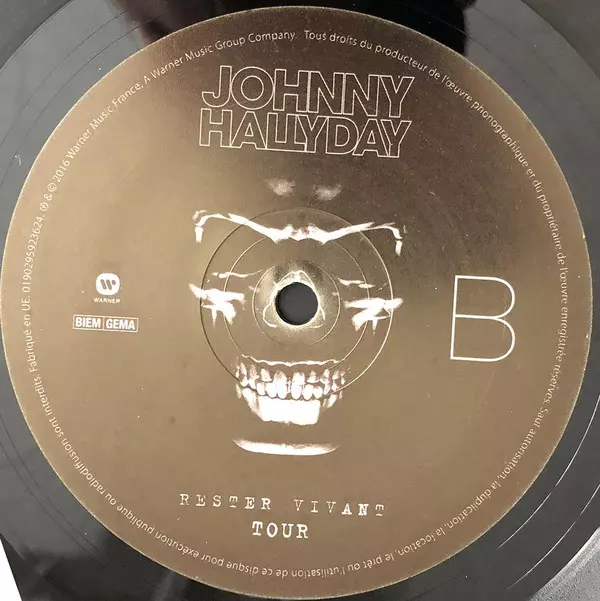 ℗ & © 2016 Warner Music France, A Warner Music Group Company. Tous droits du producteur de l'œuvre phonographique et du propriétaire de l'œuvre enregistrée réservés. Sauf autorisation, la duplication, la location, le prêt ou l'utilisation de ce disque pour exécution publique ou radiodiffusion sont interdits. Fabriqué en UE. 0190295923624
JOHNNY
HALLYDAY
B
W
WARNER
BIEM GEMA
RESTER VIVANT
TOUR